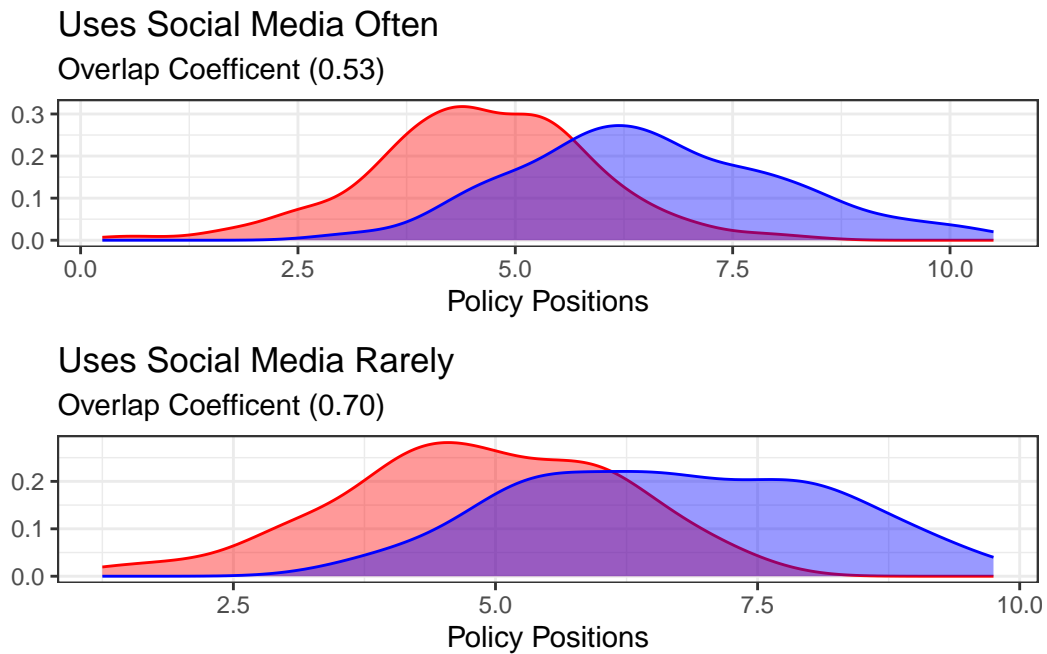 Uses Social Media Often
Overlap Coefficent (0.53)
0.3
0.2
0.1
0.0
0.0 2.5 5.0 7.5 10.0
Policy Positions
Uses Social Media Rarely
Overlap Coefficent (0.70)
0.2
0.1
0.0
2.5 5.0 7.5 10.0
Policy Positions